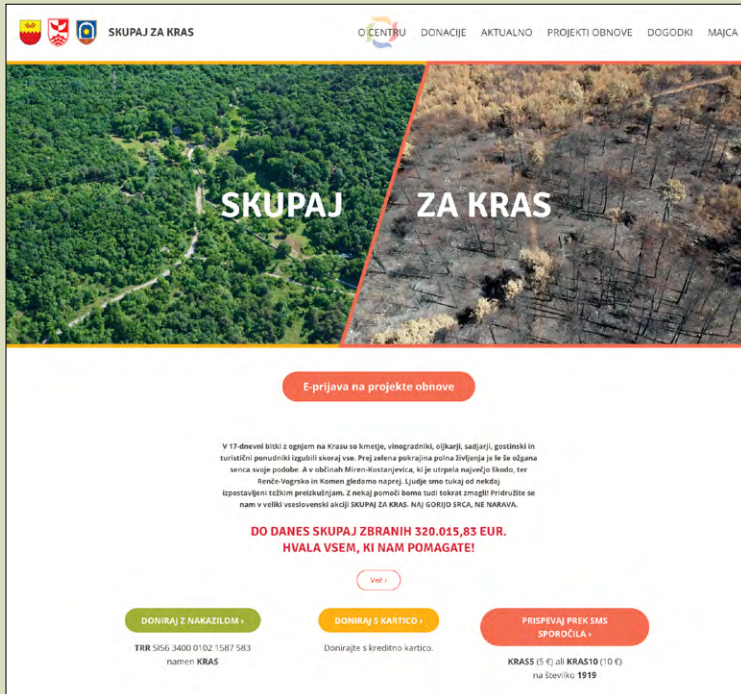 SKUPAJ ZA KRAS
O CENTRU DONACIJE AKTUALNO PROJEKTI OBNOVE DOGODKI MAJCA
SKUPAJ ZA KRAS
E-prijava na projekte obnove
V 17-dnevni bitki z ognjem na Krasu so kmetje, vinogradniki, oljkarji, sadjarji, gostinski in
turistični ponudniki izgubili skoraj vse. Prej zelena pokrajina polna življenja je le še ožgana
senca svoje podobe. A v občinah Miren-Kostanjevica, ki je utrpela največjo škodo, ter
Renče-Vogrsko in Komen gledamo naprej. Ljudje smo tukaj od nekdaj
izpostavljeni težkim preizkušnjam. Z nekaj pomoči bomo tudi tokrat zmogli! Pridružite se
nam v veliki vseslovenski akciji SKUPAJ ZA KRAS. NAJ GORIJO SRCA, NE NARAVA.
DO DANES SKUPAJ ZBRANIH 320.015,83 EUR.
HVALA VSEM, KI NAM POMAGATE!
Več ›
DONIRAJ Z NAKAZILOM ›
TRR SI56 3400 0102 1587 583
namen KRAS
DONIRAJ S KARTICO ›
Donirajte s kreditno kartico.
PRISPEVAJ PREK SMS
SPOROČILA ›
KRAS5 (5 €) ali KRAS10 (10 €)
na številko 1919